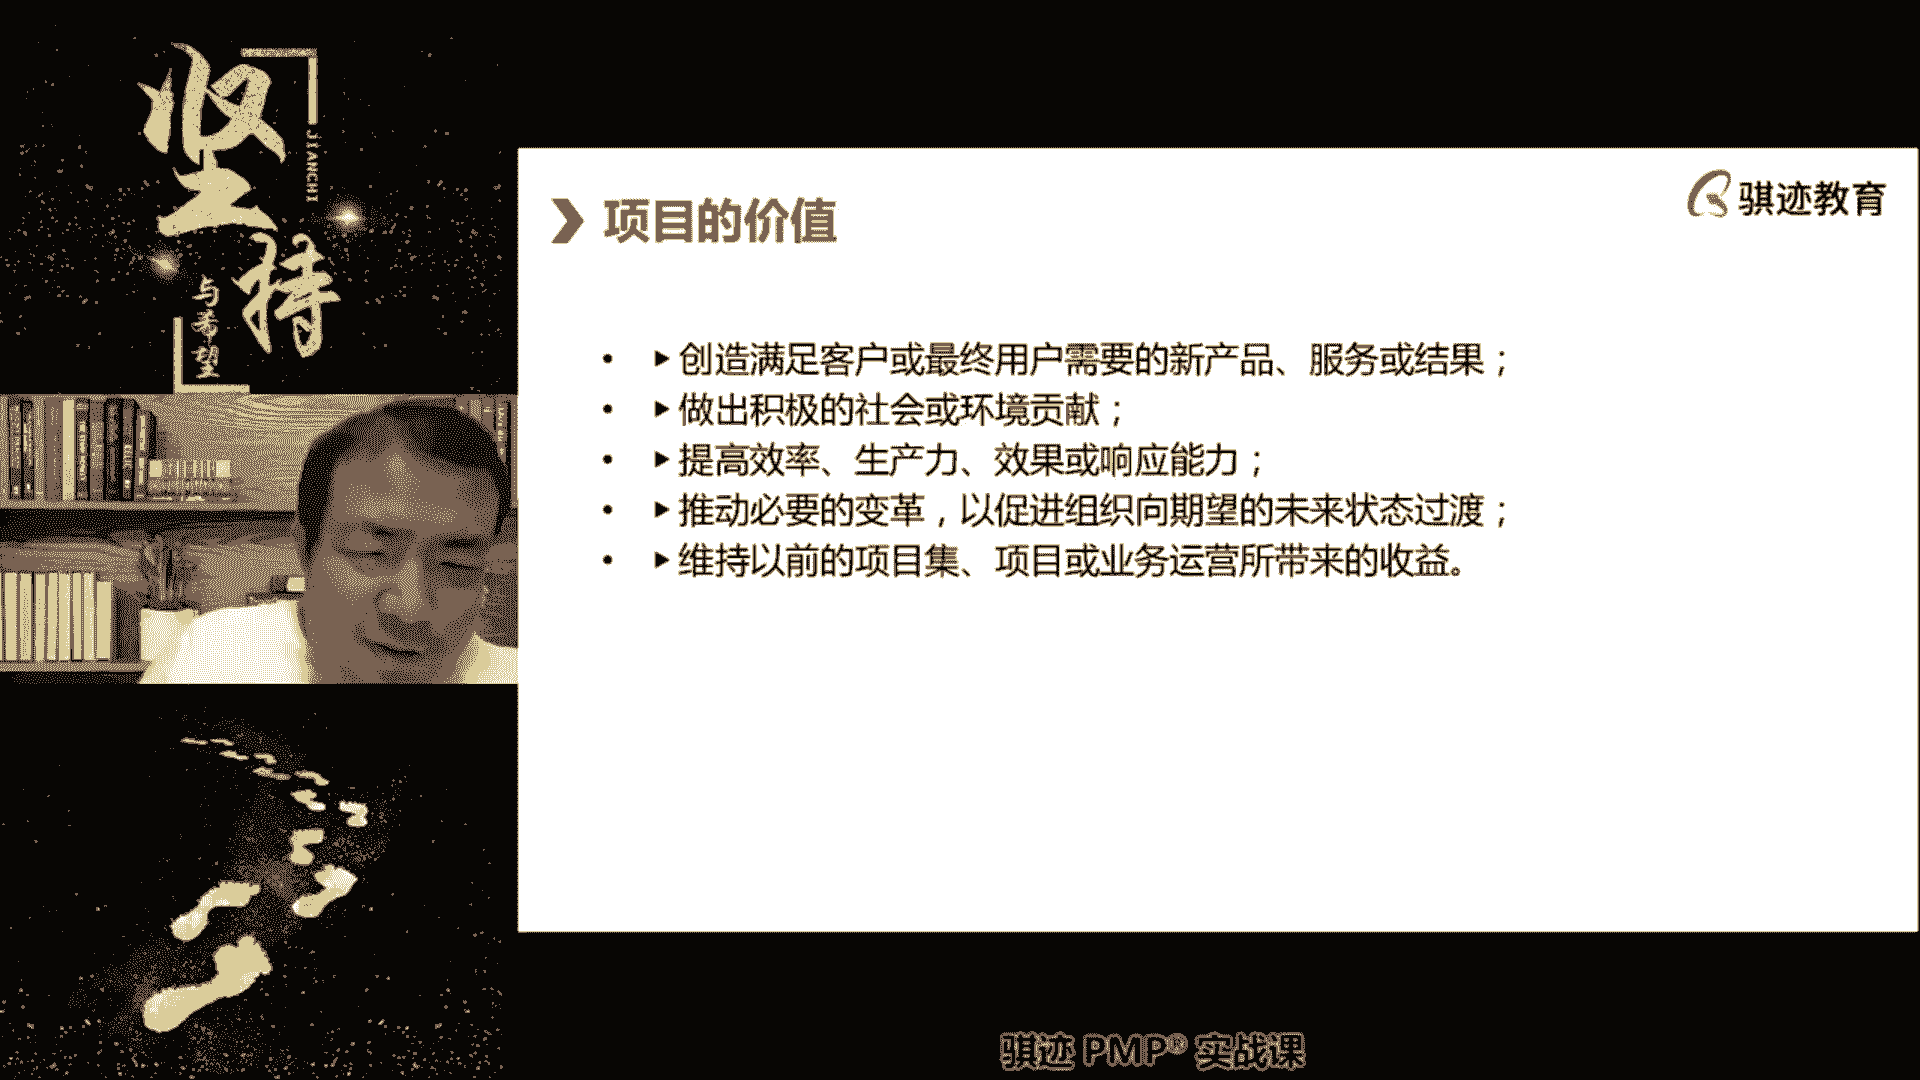 坚持
JIANCHI
与希望
项目的价值
骐迹教育
• ▶创造满足客户或最终用户需要的新产品、服务或结果；
• ▶做出积极的社会或环境贡献；
• ▶提高效率、生产力、效果或响应能力；
• ▶推动必要的变革，以促进组织向期望的未来状态过渡；
• ▶维持以前的项目集、项目或业务运营所带来的收益。
骐迹 PMP® 实战课